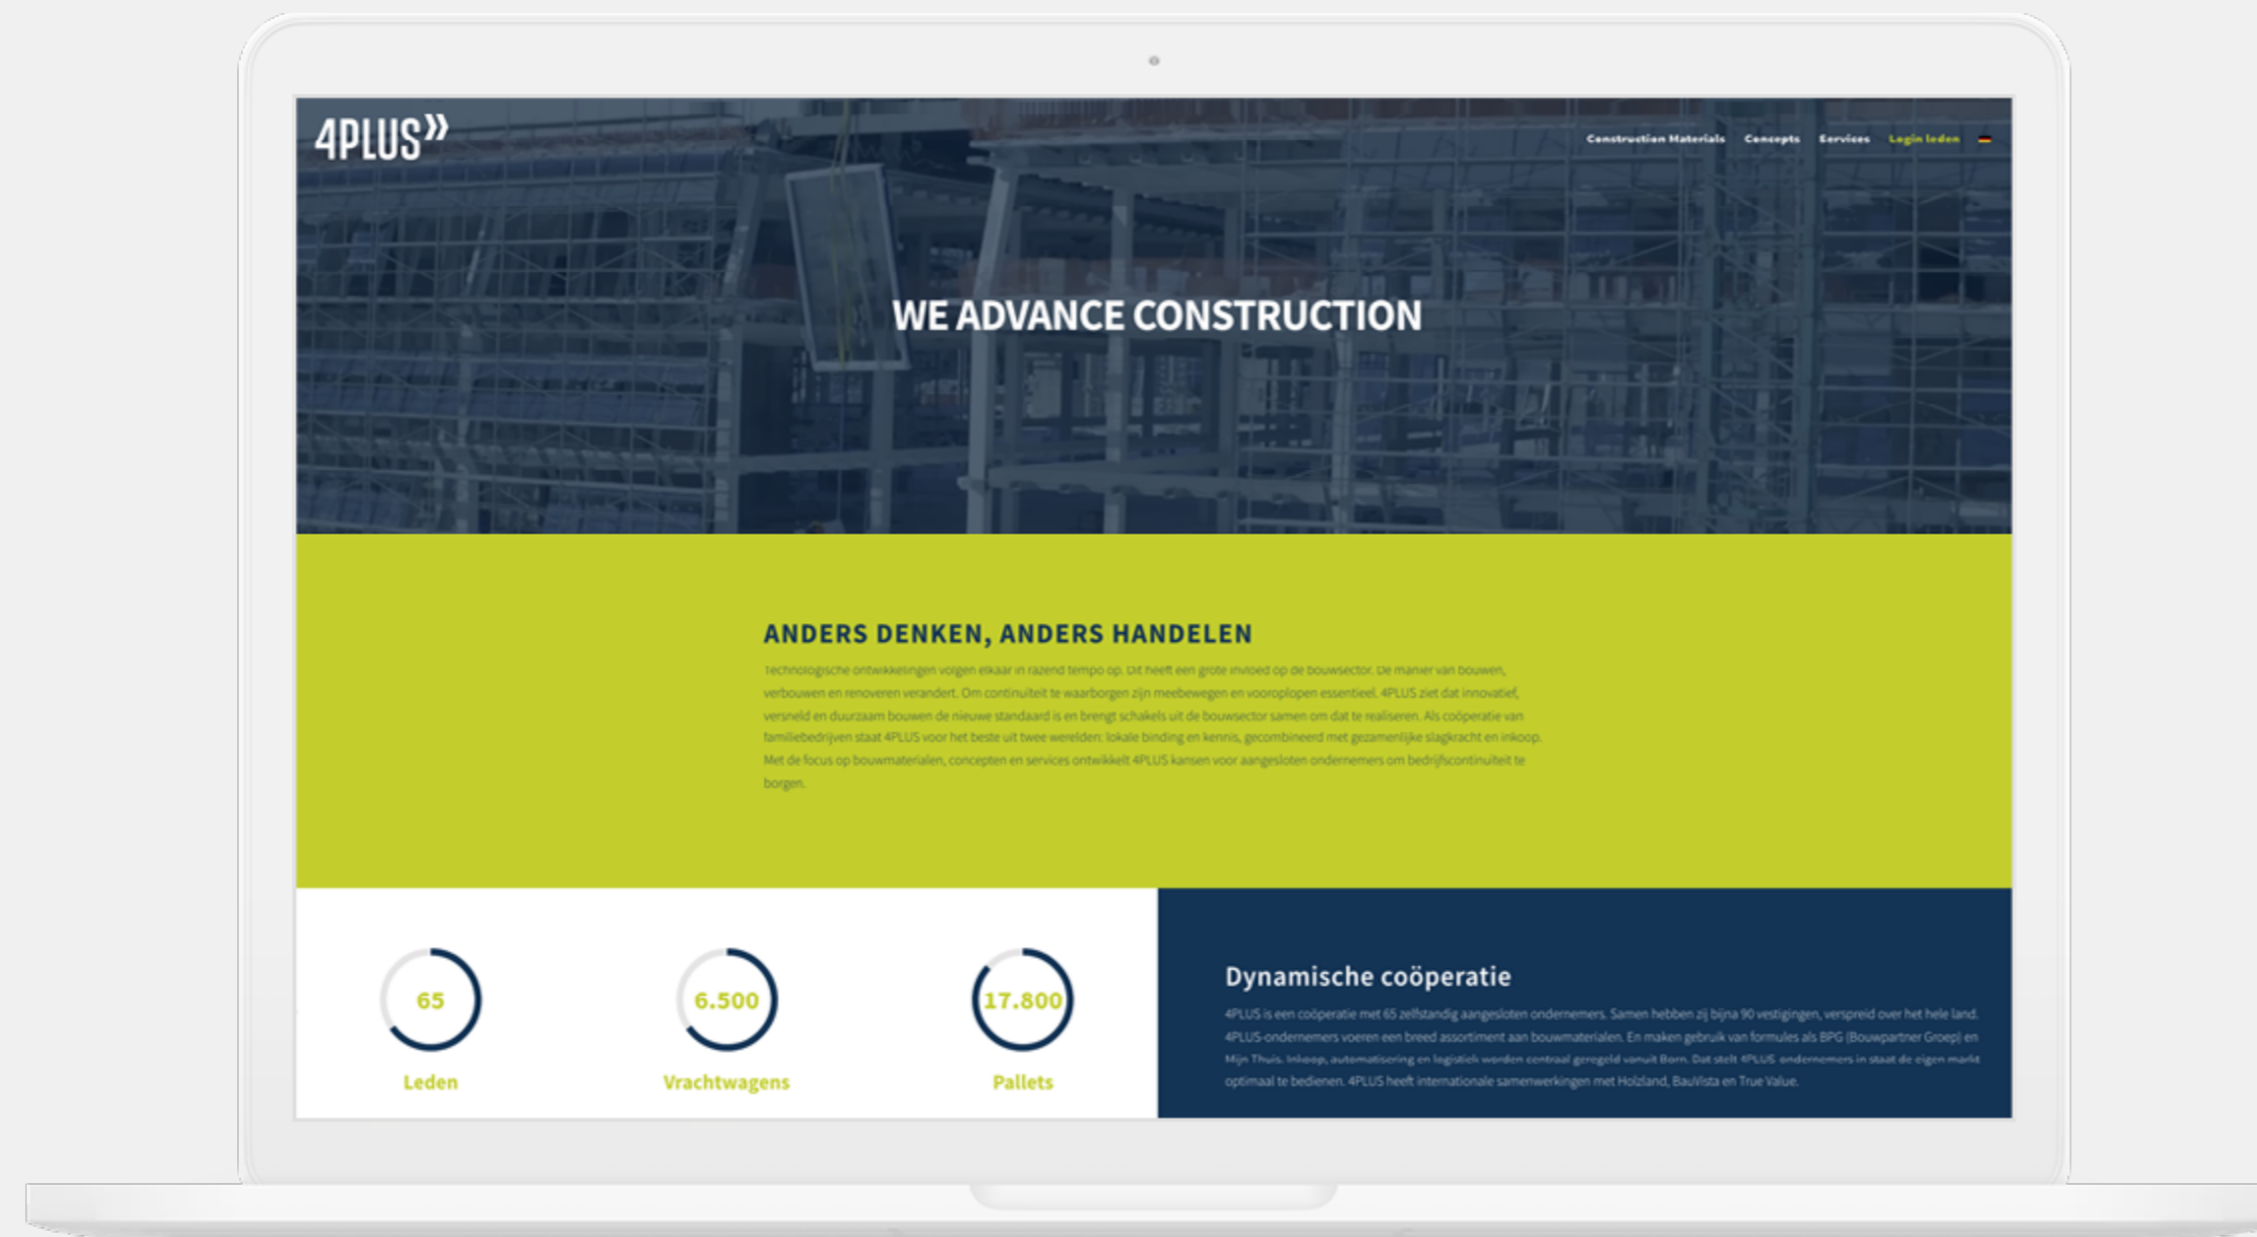 4PLUS»
Construction Materials Concepts Services Login leden
WE ADVANCE CONSTRUCTION
ANDERS DENKEN, ANDERS HANDELEN
Technologische ontwikkelingen volgen elkaar in razend tempo op. Dit heeft een grote invloed op de bouwsector. De manier van bouwen,
verbouwen en renoveren verandert. Om continuïteit te waarborgen zijn meebewegen en vooroplopen essentieel. 4PLUS ziet dat innovatief,
versneld en duurzaam bouwen de nieuwe standaard is en brengt schakels uit de bouwsector samen om dat te realiseren. Als coöperatie van
familiebedrijven staat 4PLUS voor het beste uit twee werelden: lokale binding en kennis, gecombineerd met gezamenlijke slagkracht en inkoop.
Met de focus op bouwmaterialen, concepten en services ontwikkelt 4PLUS kansen voor aangesloten ondernemers om bedrijfscontinuïteit te
borgen.
65
Leden
6.500
Vrachtwagens
17.800
Pallets
Dynamische coöperatie
4PLUS is een coöperatie met 65 zelfstandig aangesloten ondernemers. Samen hebben zij bijna 90 vestigingen, verspreid over het hele land.
4PLUS-ondernemers voeren een breed assortiment aan bouwmaterialen. En maken gebruik van formules als BPG (Bouwpartner Groep) en
Mijn Thuis. Inkoop, automatisering en logistiek worden centraal geregeld vanuit Born. Dat stelt 4PLUS-ondernemers in staat de eigen markt
optimaal te bedienen. 4PLUS heeft internationale samenwerkingen met Holzland, BauVista en True Value.